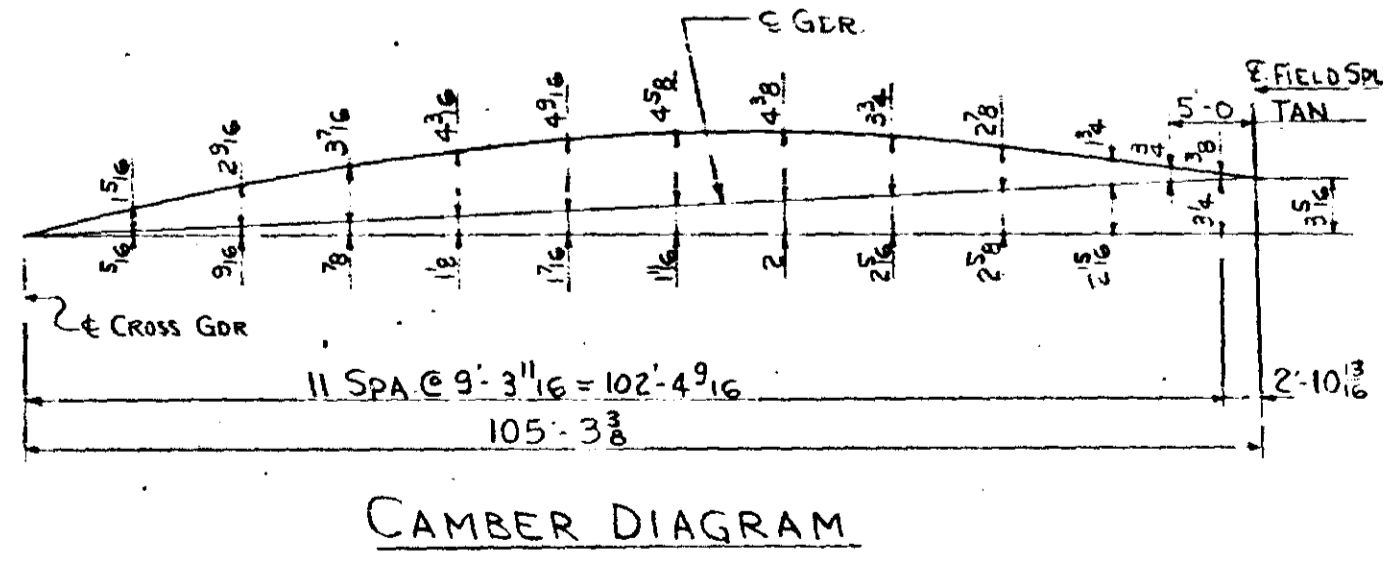 ℄ GDR.
℄ FIELD SPL
5'-0 TAN
1 5/16 2 9/16 3 7/16 4 3/16 4 9/16 4 5/8 4 3/8 3 3/4 2 7/8 1 3/4 3/4 3/8
5/16 9/16 7/8 1 1/8 1 7/16 1 11/16 2 2 5/16 2 5/8 2 15/16 3 1/4 3 5/16
℄ CROSS GDR
11 SPA. @ 9'-3 11/16 = 102'-4 9/16 2'-10 13/16
105'-3 3/8
CAMBER DIAGRAM